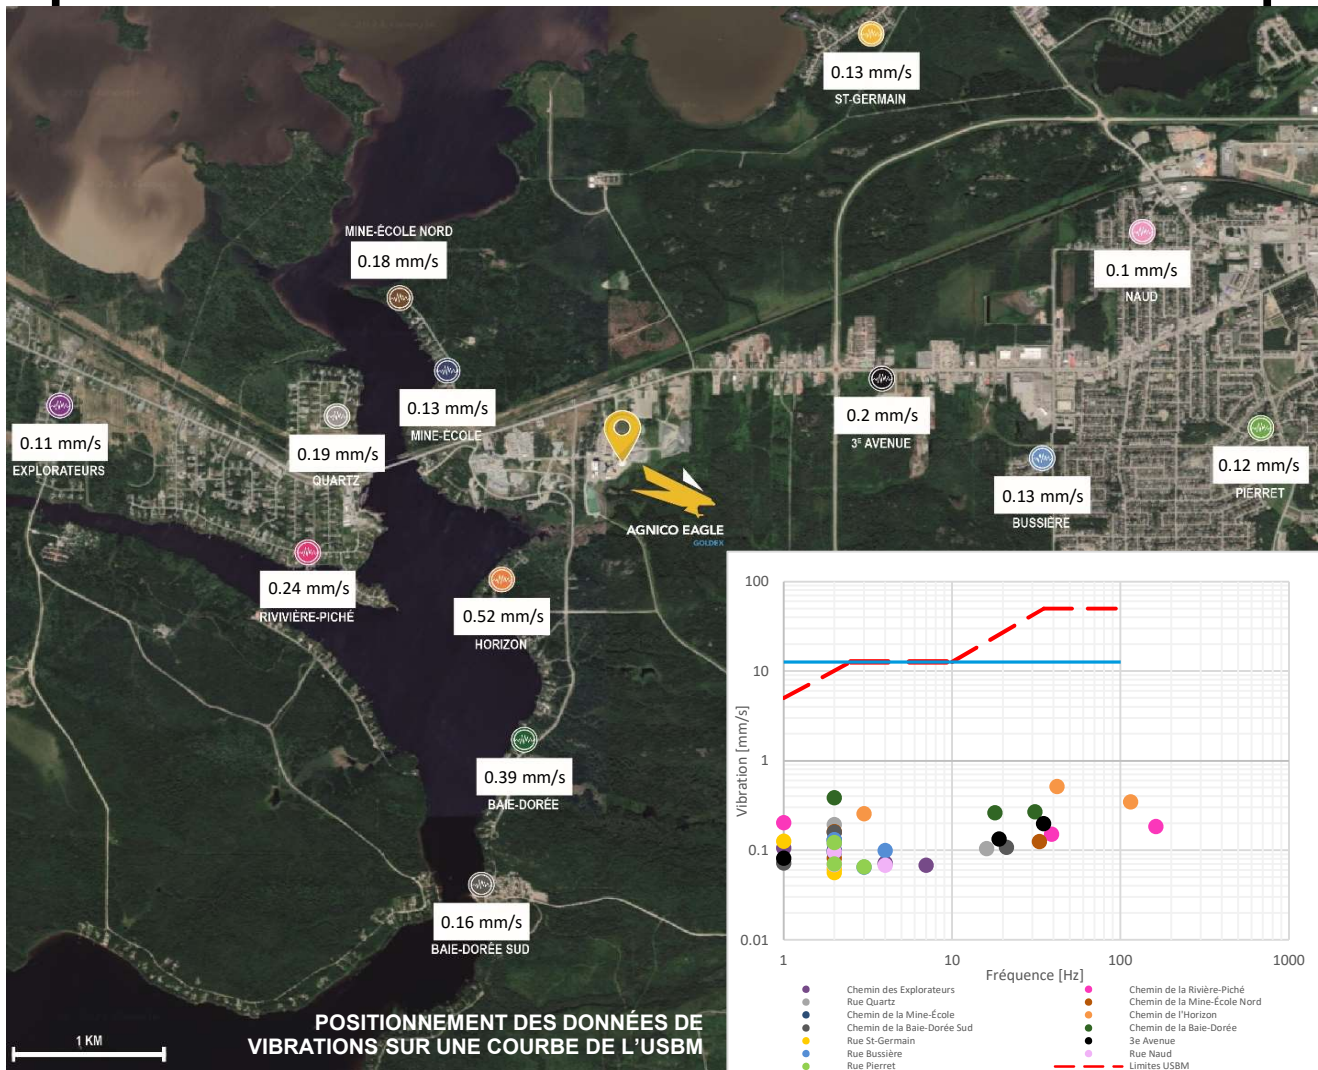 0.13 mm/s
ST-GERMAIN
MINE-ÉCOLE NORD
0.18 mm/s
0.1 mm/s
NAUD
0.13 mm/s
MINE-ÉCOLE
0.2 mm/s
3E AVENUE
0.11 mm/s
EXPLORATEURS
0.19 mm/s
QUARTZ
0.12 mm/s
PIERRET
0.13 mm/s
BUSSIÈRE
AGNICO EAGLE
GOLDEX
0.24 mm/s
RIVIVIÈRE-PICHÉ
0.52 mm/s
HORIZON
0.39 mm/s
BAIE-DORÉE
0.16 mm/s
BAIE-DORÉE SUD
POSITIONNEMENT DES DONNÉES DE
VIBRATIONS SUR UNE COURBE DE L'USBM
1 KM
Vibration [mm/s]
100
10
1
0.1
0.01
1 10 100 1000
Fréquence [Hz]
Chemin des Explorateurs
Chemin de la Rivière-Piché
Rue Quartz
Chemin de la Mine-École Nord
Chemin de la Mine-École
Chemin de l'Horizon
Chemin de la Baie-Dorée Sud
Chemin de la Baie-Dorée
Rue St-Germain
3e Avenue
Rue Bussière
Rue Naud
Rue Pierret
Limites USBM